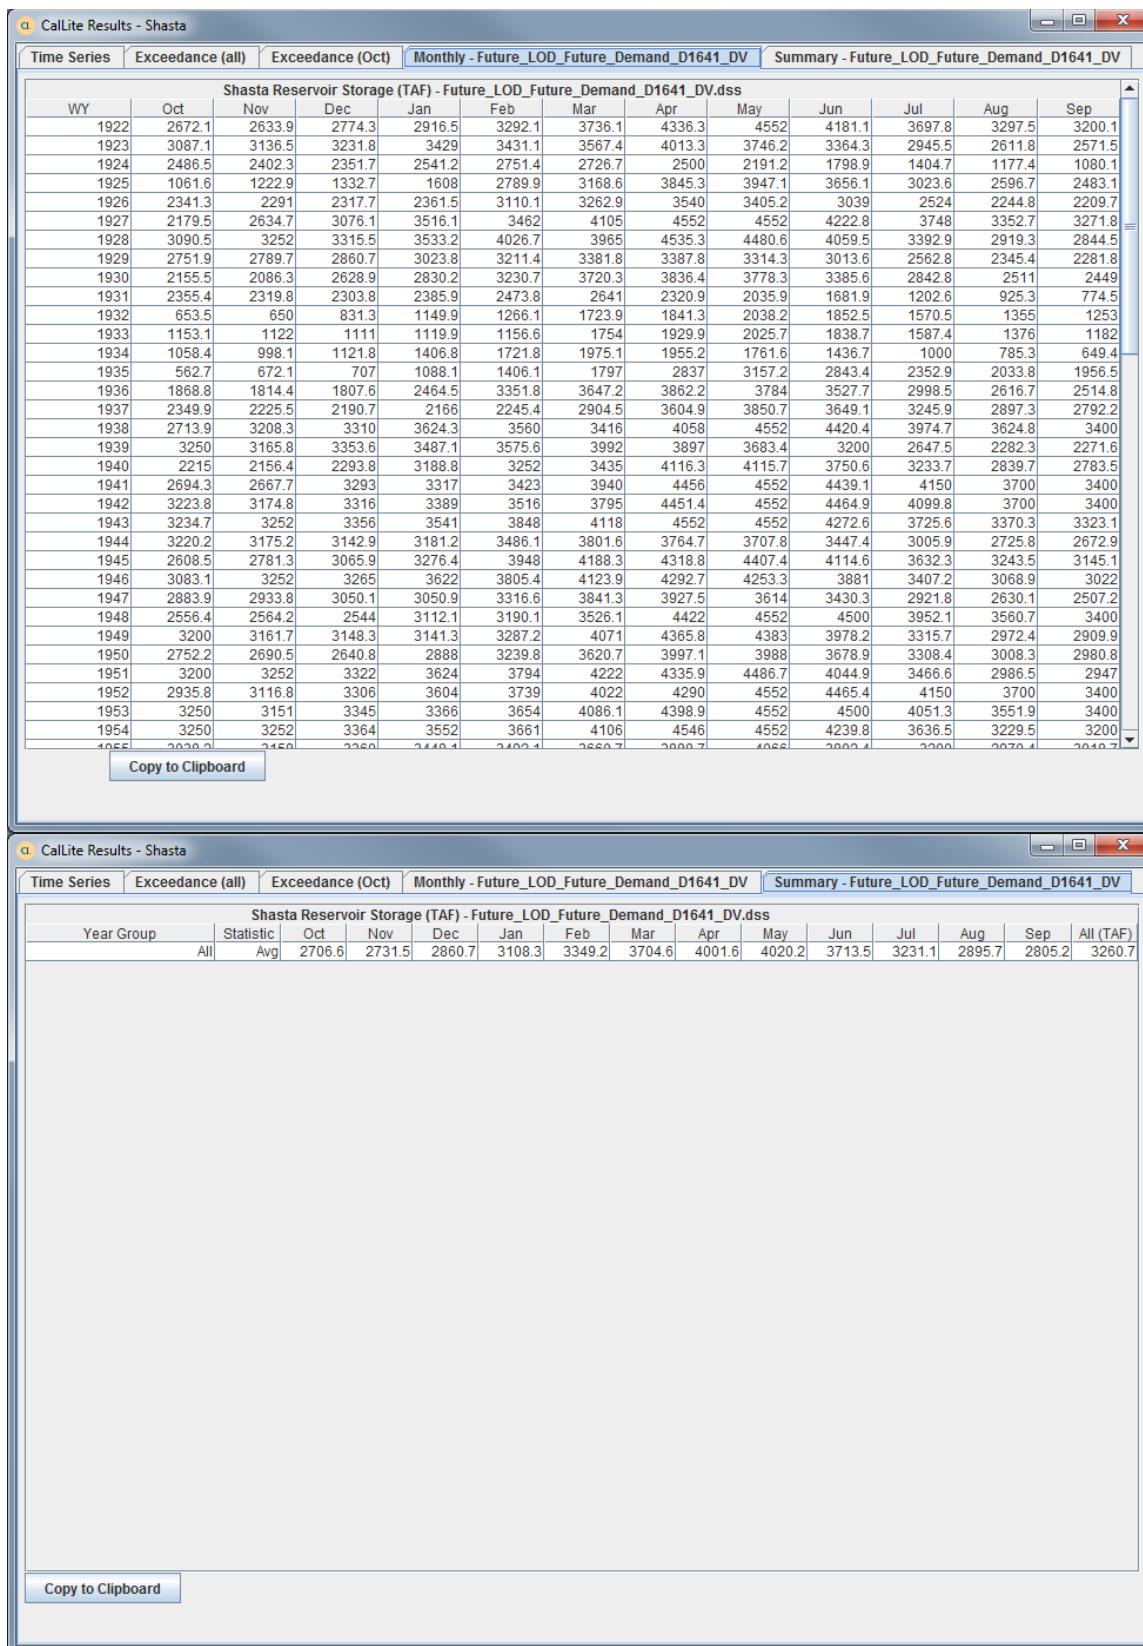 CL CalLite Results - Shasta
Time Series Exceedance (all) Exceedance (Oct) Monthly - Future_LOD_Future_Demand_D1641_DV Summary - Future_LOD_Future_Demand_D1641_DV
Shasta Reservoir Storage (TAF) - Future_LOD_Future_Demand_D1641_DV.dss
WY Oct Nov Dec Jan Feb Mar Apr May Jun Jul Aug Sep
1922 2672.1 2633.9 2774.3 2916.5 3292.1 3736.1 4336.3 4552 4181.1 3697.8 3297.5 3200.1
1923 3087.1 3136.5 3231.8 3429 3431.1 3567.4 4013.3 3746.2 3364.3 2945.5 2611.8 2571.5
1924 2486.5 2402.3 2351.7 2541.2 2751.4 2726.7 2500 2191.2 1798.9 1404.7 1177.4 1080.1
1925 1061.6 1222.9 1332.7 1608 2789.9 3168.6 3845.3 3947.1 3656.1 3023.6 2596.7 2483.1
1926 2341.3 2291 2317.7 2361.5 3110.1 3262.9 3540 3405.2 3039 2524 2244.8 2209.7
1927 2179.5 2634.7 3076.1 3516.1 3462 4105 4552 4552 4222.8 3748 3352.7 3271.8
1928 3090.5 3252 3315.5 3533.2 4026.7 3965 4535.3 4480.6 4059.5 3392.9 2919.3 2844.5
1929 2751.9 2789.7 2860.7 3023.8 3211.4 3381.8 3387.8 3314.3 3013.6 2562.8 2345.4 2281.8
1930 2155.5 2086.3 2628.9 2830.2 3230.7 3720.3 3836.4 3778.3 3385.6 2842.8 2511 2449
1931 2355.4 2319.8 2303.8 2385.9 2473.8 2641 2320.9 2035.9 1681.9 1202.6 925.3 774.5
1932 653.5 650 831.3 1149.9 1266.1 1723.9 1841.3 2038.2 1852.5 1570.5 1355 1253
1933 1153.1 1122 1111 1119.9 1156.6 1754 1929.9 2025.7 1838.7 1587.4 1376 1182
1934 1058.4 998.1 1121.8 1406.8 1721.8 1975.1 1955.2 1761.6 1436.7 1000 785.3 649.4
1935 562.7 672.1 707 1088.1 1406.1 1797 2837 3157.2 2843.4 2352.9 2033.8 1956.5
1936 1868.8 1814.4 1807.6 2464.5 3351.8 3647.2 3862.2 3784 3527.7 2998.5 2616.7 2514.8
1937 2349.9 2225.5 2190.7 2166 2245.4 2904.5 3604.9 3850.7 3649.1 3245.9 2897.3 2792.2
1938 2713.9 3208.3 3310 3624.3 3560 3416 4058 4552 4420.4 3974.7 3624.8 3400
1939 3250 3165.8 3353.6 3487.1 3575.6 3992 3897 3683.4 3200 2647.5 2282.3 2271.6
1940 2215 2156.4 2293.8 3188.8 3252 3435 4116.3 4115.7 3750.6 3233.7 2839.7 2783.5
1941 2694.3 2667.7 3293 3317 3423 3940 4456 4552 4439.1 4150 3700 3400
1942 3223.8 3174.8 3316 3389 3516 3795 4451.4 4552 4464.9 4099.8 3700 3400
1943 3234.7 3252 3356 3541 3848 4118 4552 4552 4272.6 3725.6 3370.3 3323.1
1944 3220.2 3175.2 3142.9 3181.2 3486.1 3801.6 3764.7 3707.8 3447.4 3005.9 2725.8 2672.9
1945 2608.5 2781.3 3065.9 3276.4 3948 4188.3 4318.8 4407.4 4114.6 3632.3 3243.5 3145.1
1946 3083.1 3252 3265 3622 3805.4 4123.9 4292.7 4253.3 3881 3407.2 3068.9 3022
1947 2883.9 2933.8 3050.1 3050.9 3316.6 3841.3 3927.5 3614 3430.3 2921.8 2630.1 2507.2
1948 2556.4 2564.2 2544 3112.1 3190.1 3526.1 4422 4552 4500 3952.1 3560.7 3400
1949 3200 3161.7 3148.3 3141.3 3287.2 4071 4365.8 4383 3978.2 3315.7 2972.4 2909.9
1950 2752.2 2690.5 2640.8 2888 3239.8 3620.7 3997.1 3988 3678.9 3308.4 3008.3 2980.8
1951 3200 3252 3322 3624 3794 4222 4335.9 4486.7 4044.9 3466.6 2986.5 2947
1952 2935.8 3116.8 3306 3604 3739 4022 4290 4552 4465.4 4150 3700 3400
1953 3250 3151 3345 3366 3654 4086.1 4398.9 4552 4500 4051.3 3551.9 3400
1954 3250 3252 3364 3552 3661 4106 4546 4552 4239.8 3636.5 3229.5 3200
Copy to Clipboard
CL CalLite Results - Shasta
Time Series Exceedance (all) Exceedance (Oct) Monthly - Future_LOD_Future_Demand_D1641_DV Summary - Future_LOD_Future_Demand_D1641_DV
Shasta Reservoir Storage (TAF) - Future_LOD_Future_Demand_D1641_DV.dss
Year Group Statistic Oct Nov Dec Jan Feb Mar Apr May Jun Jul Aug Sep All (TAF)
All Avg 2706.6 2731.5 2860.7 3108.3 3349.2 3704.6 4001.6 4020.2 3713.5 3231.1 2895.7 2805.2 3260.7
Copy to Clipboard